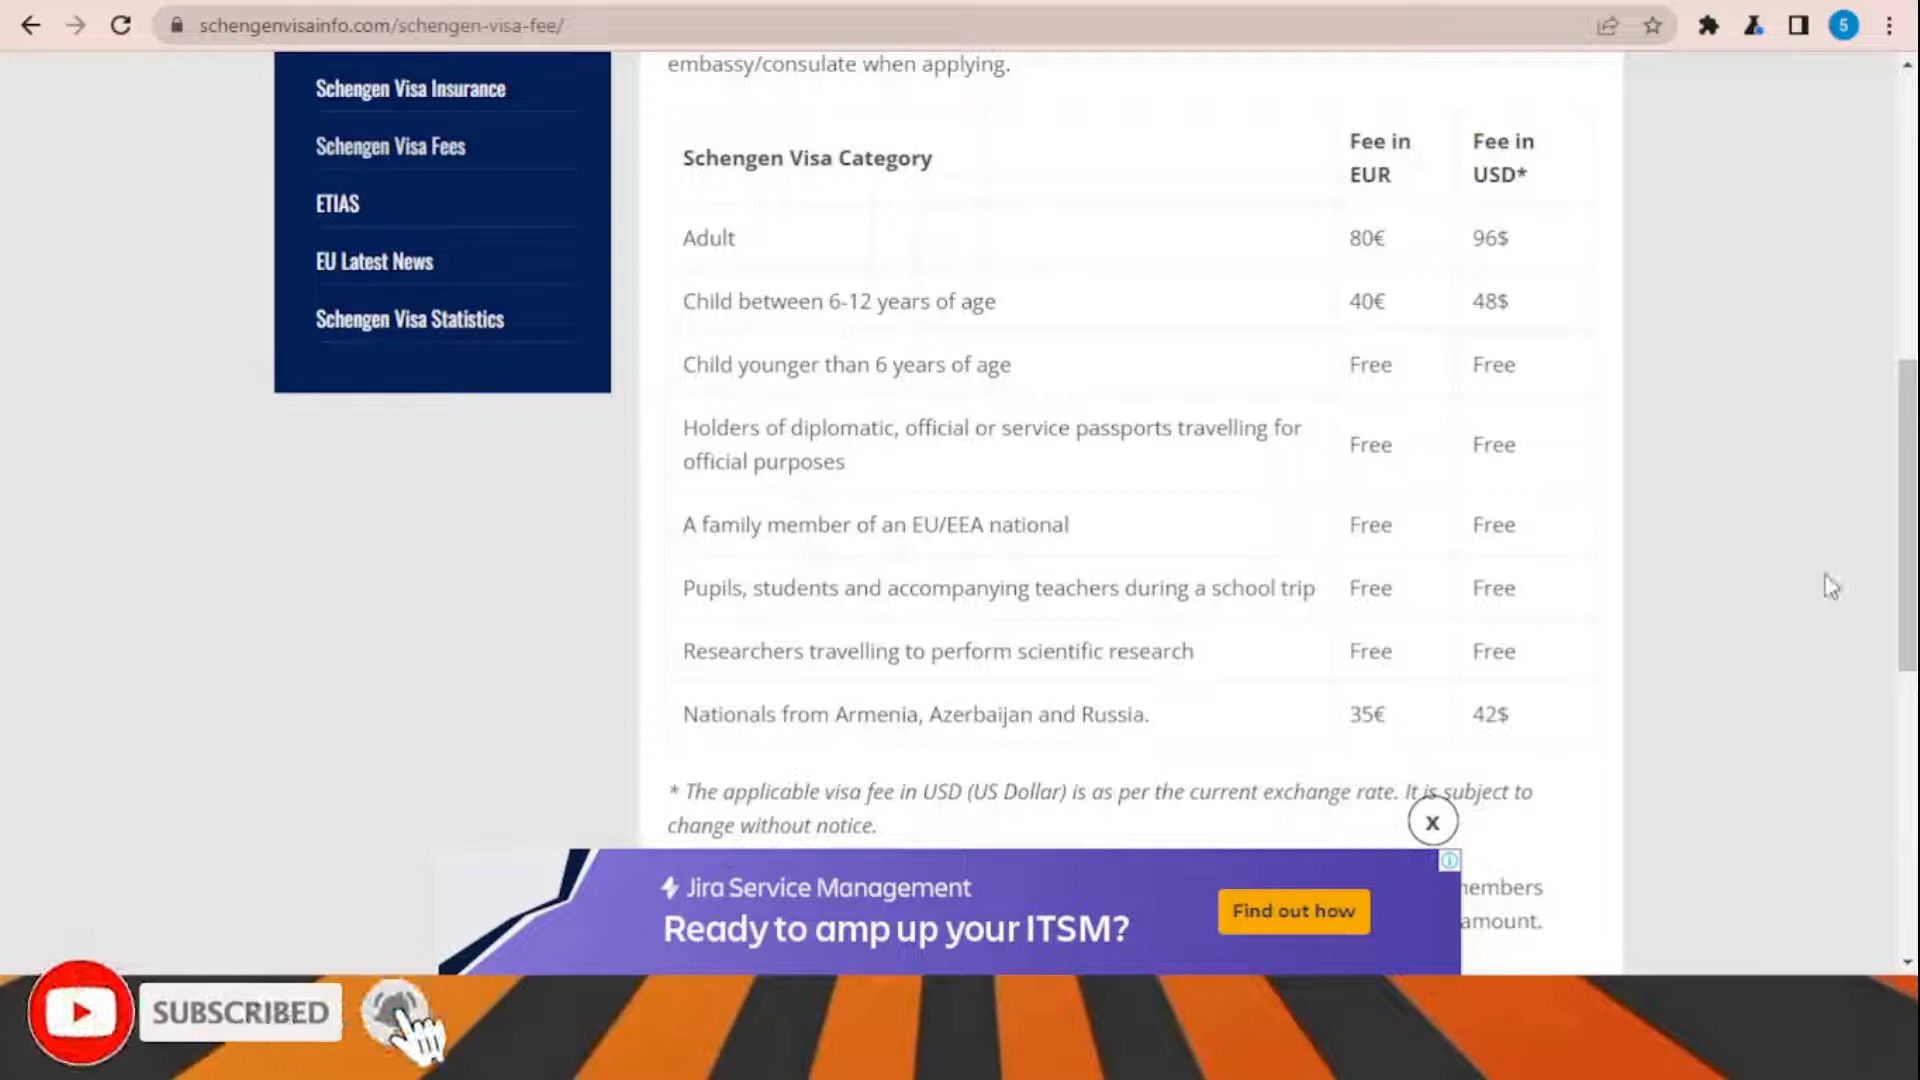 schengenvisainfo.com/schengen-visa-fee/
5
Schengen Visa Insurance
Schengen Visa Fees
ETIAS
EU Latest News
Schengen Visa Statistics
embassy/consulate when applying.
Schengen Visa Category
Fee in EUR
Fee in USD*
Adult 80€ 96$
Child between 6-12 years of age 40€ 48$
Child younger than 6 years of age Free Free
Holders of diplomatic, official or service passports travelling for
official purposes
Free Free
A family member of an EU/EEA national Free Free
Pupils, students and accompanying teachers during a school trip Free Free
Researchers travelling to perform scientific research Free Free
Nationals from Armenia, Azerbaijan and Russia. 35€ 42$
* The applicable visa fee in USD (US Dollar) is as per the current exchange rate. It is subject to
change without notice.
x
Jira Service Management
Ready to amp up your ITSM?
Find out how
amount.
SUBSCRIBED